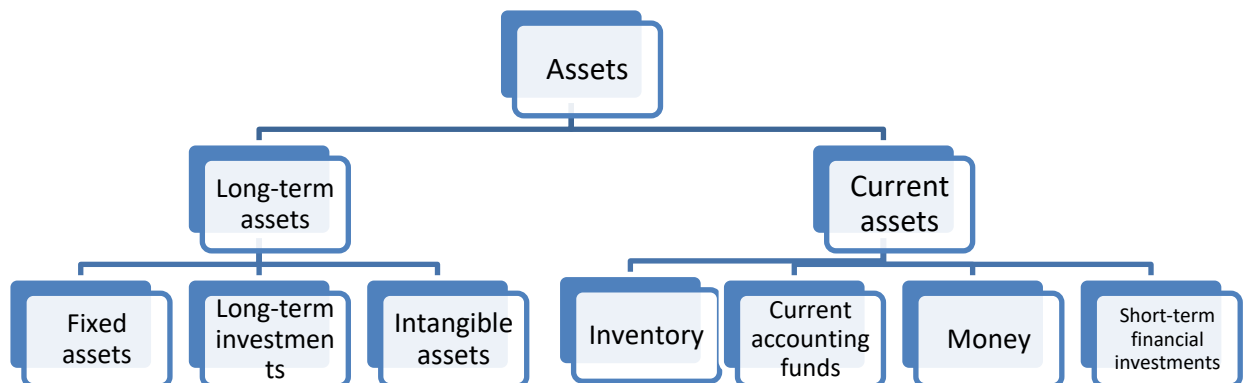 Assets
Long-term
assets
Current
assets
Fixed
assets
Long-term
investmen
ts
Intangible
assets
Inventory
Current
accounting
funds
Money
Short-term
financial
investments